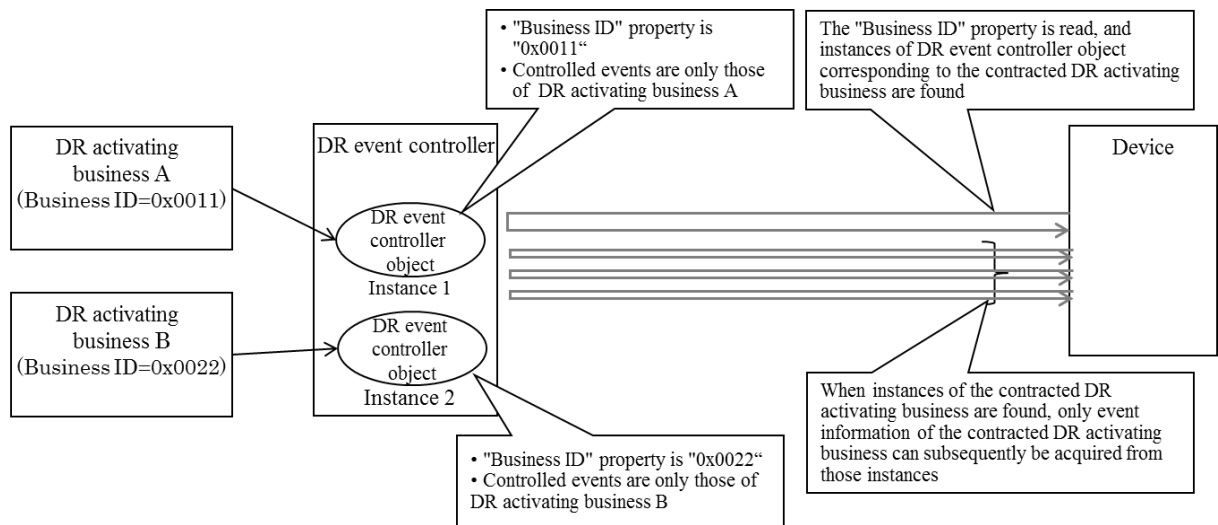 • "Business ID" property is
"0x0011“
• Controlled events are only those
of DR activating business A
The "Business ID" property is read, and
instances of DR event controller object
corresponding to the contracted DR activating
business are found
DR activating
business A
(Business ID=0x0011)
DR event controller
Device
DR event
controller
object
Instance 1
DR activating
business B
(Business ID=0x0022)
DR event
controller
object
Instance 2
When instances of the contracted DR
activating business are found, only event
information of the contracted DR activating
business can subsequently be acquired from
those instances
• "Business ID" property is "0x0022“
• Controlled events are only those of
DR activating business B